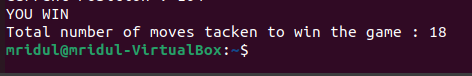 YOU WIN
Total number of moves tacken to win the game : 18
mridul@mridul-VirtualBox:~$